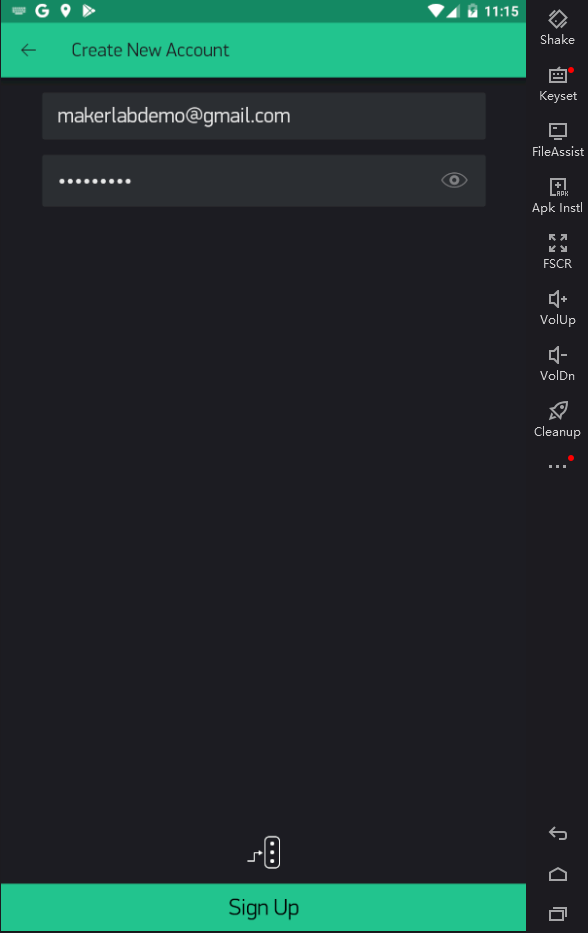 11:15
Create New Account
makerlabdemo@gmail.com
•••••••••
Sign Up
Shake
Keyset
FileAssist
APK
Apk Instl
FSCR
VolUp
VolDn
Cleanup